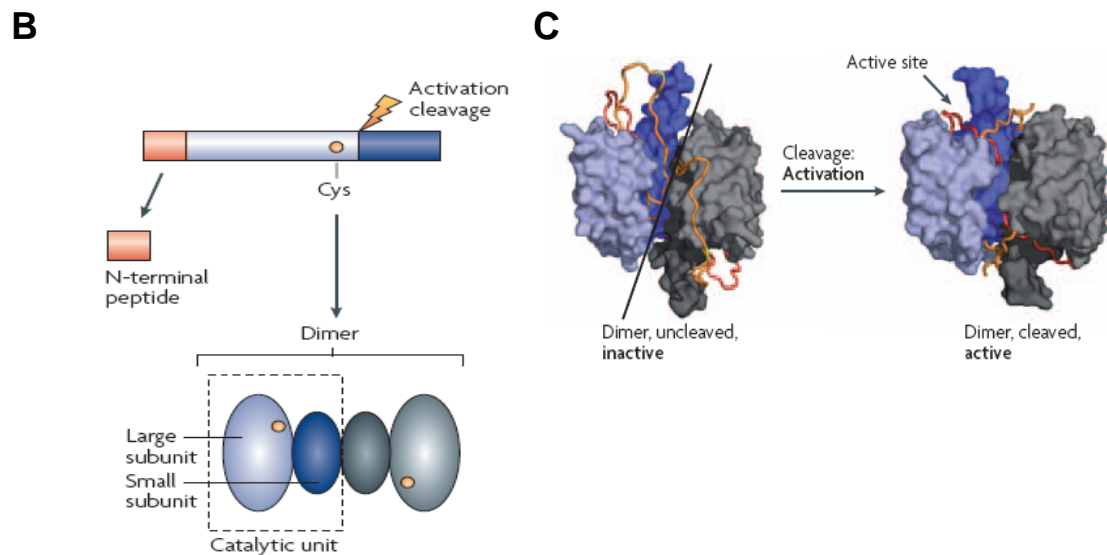 B
Activation
cleavage
Cys
N-terminal
peptide
Dimer
Large
subunit
Small
subunit
Catalytic unit
C
Active site
Cleavage:
Activation
Dimer, uncleaved,
inactive
Dimer, cleaved,
active